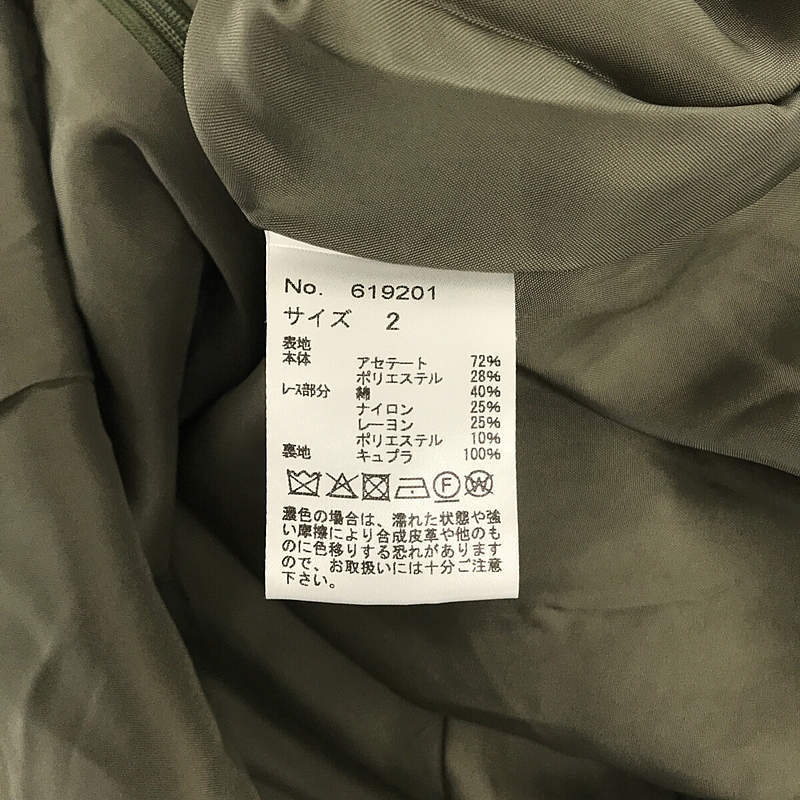 No. 619201
サイズ 2
表地
本体 アセテート 72%
ポリエステル 28%
レース部分 綿 40%
ナイロン 25%
レーヨン 25%
ポリエステル 10%
裏地 キュプラ 100%
F W
濃色の場合は、濡れた状態や強
い摩擦により合成皮革や他のも
のに色移りする恐れがあります
ので、お取扱いには十分ご注意
下さい。